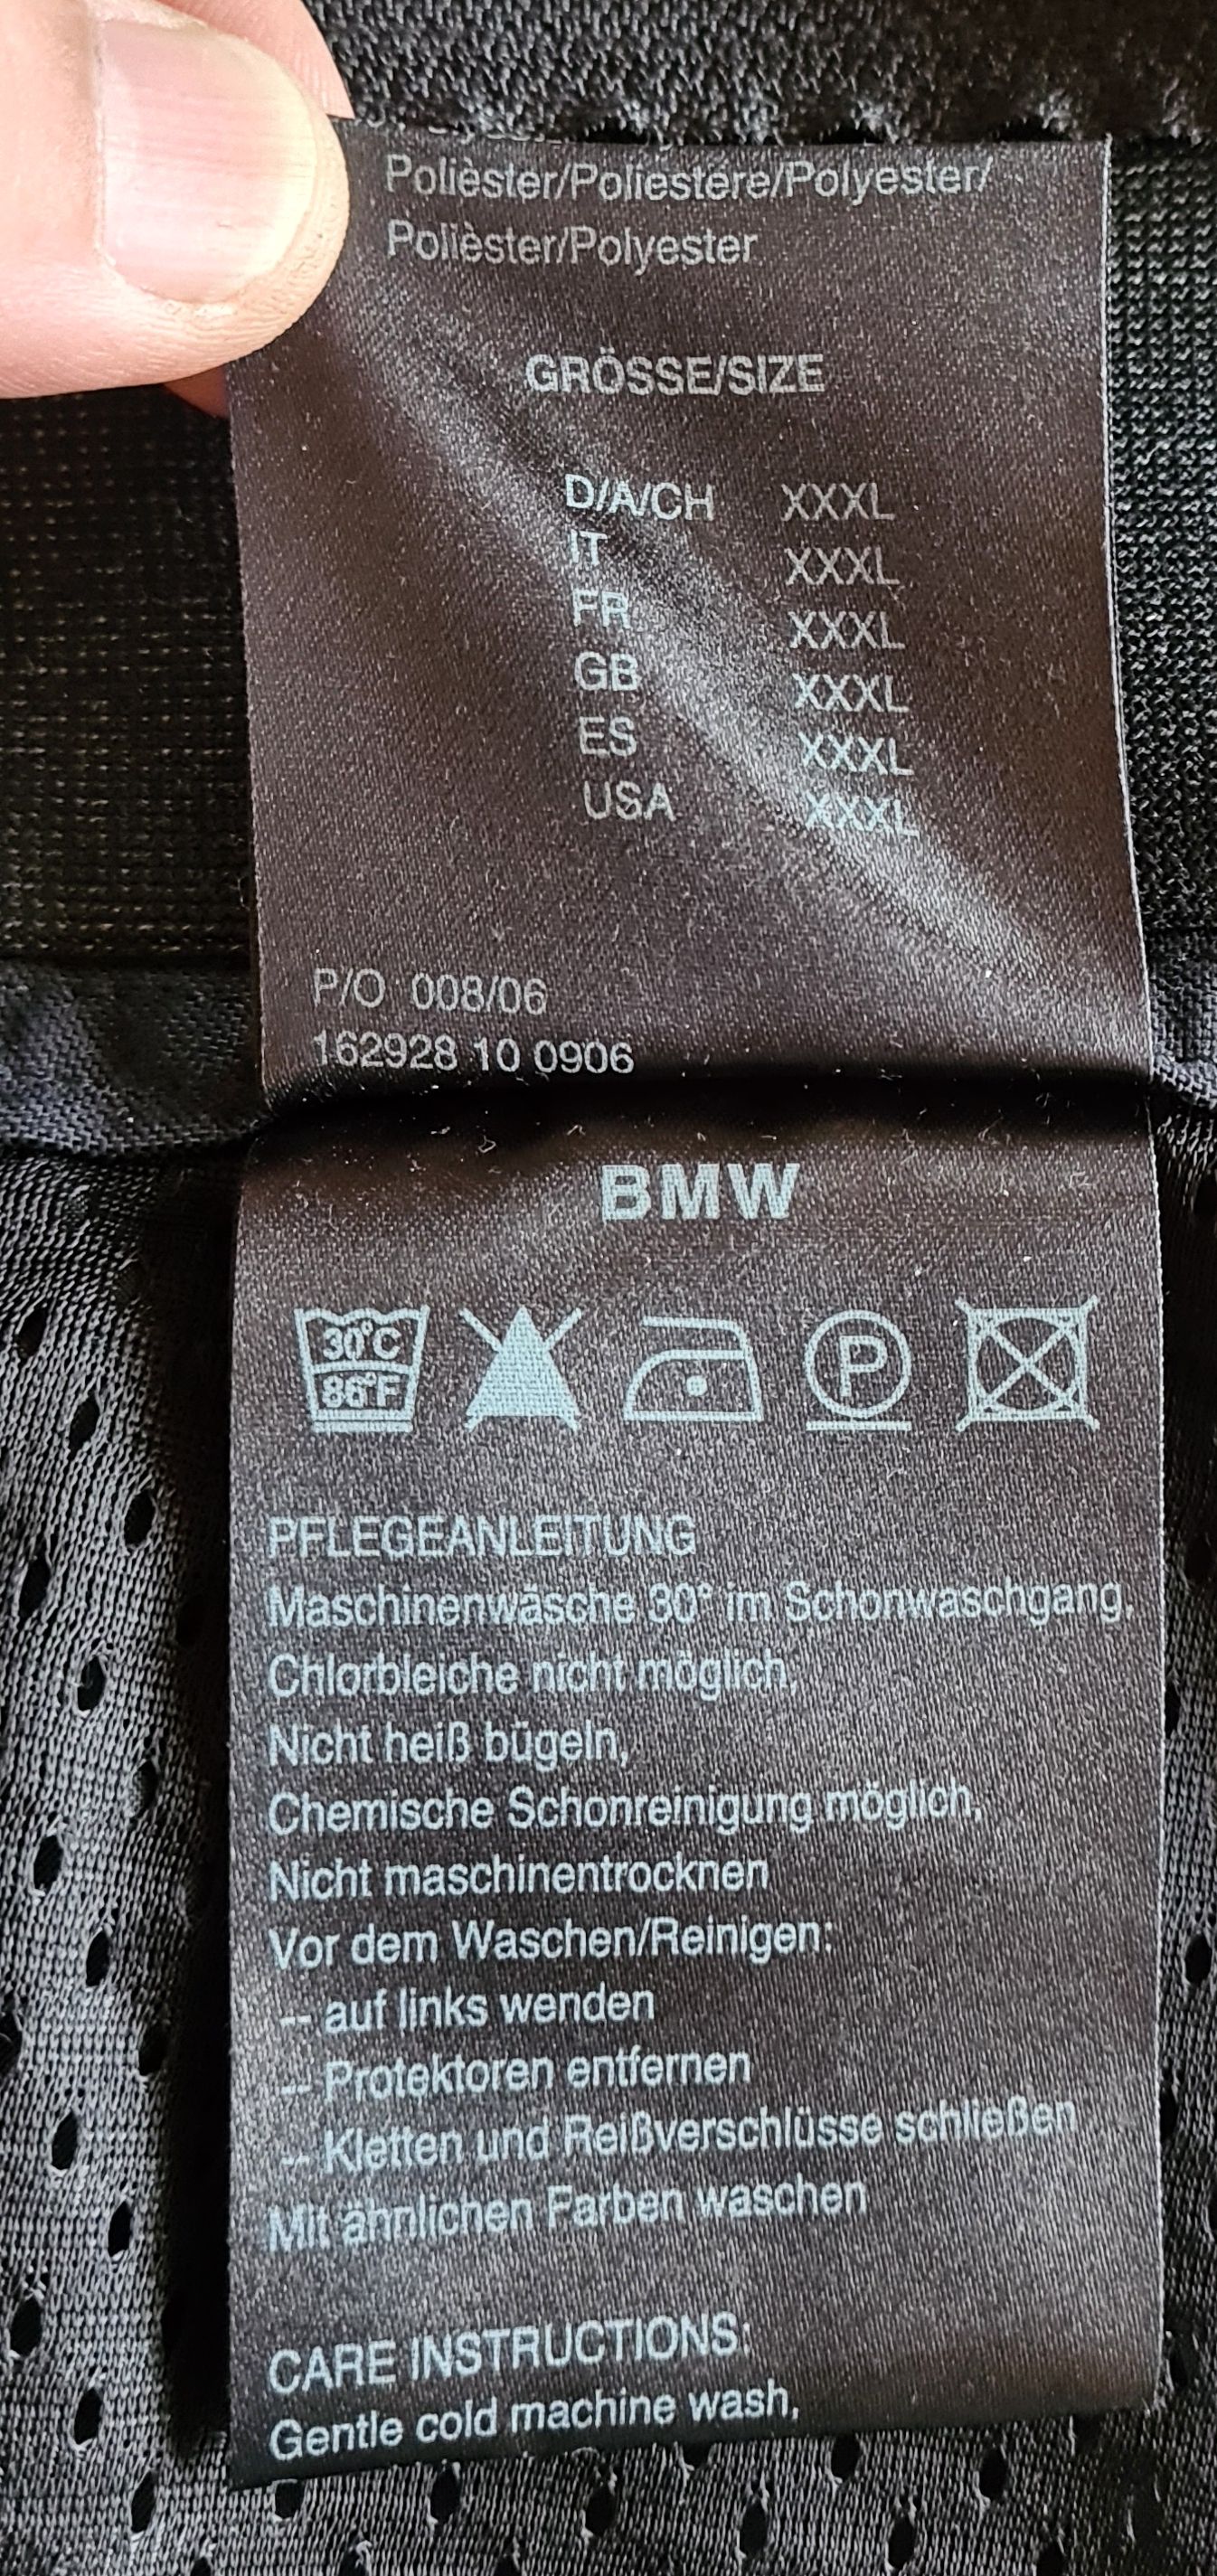 Polièster/Poliestere/Polyester/
Polièster/Polyester
GRÖSSE/SIZE
D/A/CH XXXL
IT XXXL
FR XXXL
GB XXXL
ES XXXL
USA XXXL
P/O 008/06
162928 10 0906
BMW
30°C
86°F
P
PFLEGEANLEITUNG
Maschinenwäsche 30° im Schonwaschgang,
Chlorbleiche nicht möglich,
Nicht heiß bügeln,
Chemische Schonreinigung möglich,
Nicht maschinentrocknen
Vor dem Waschen/Reinigen:
-- auf links wenden
-- Protektoren entfernen
-- Kletten und Reißverschlüsse schließen
Mit ähnlichen Farben waschen
CARE INSTRUCTIONS:
Gentle cold machine wash,